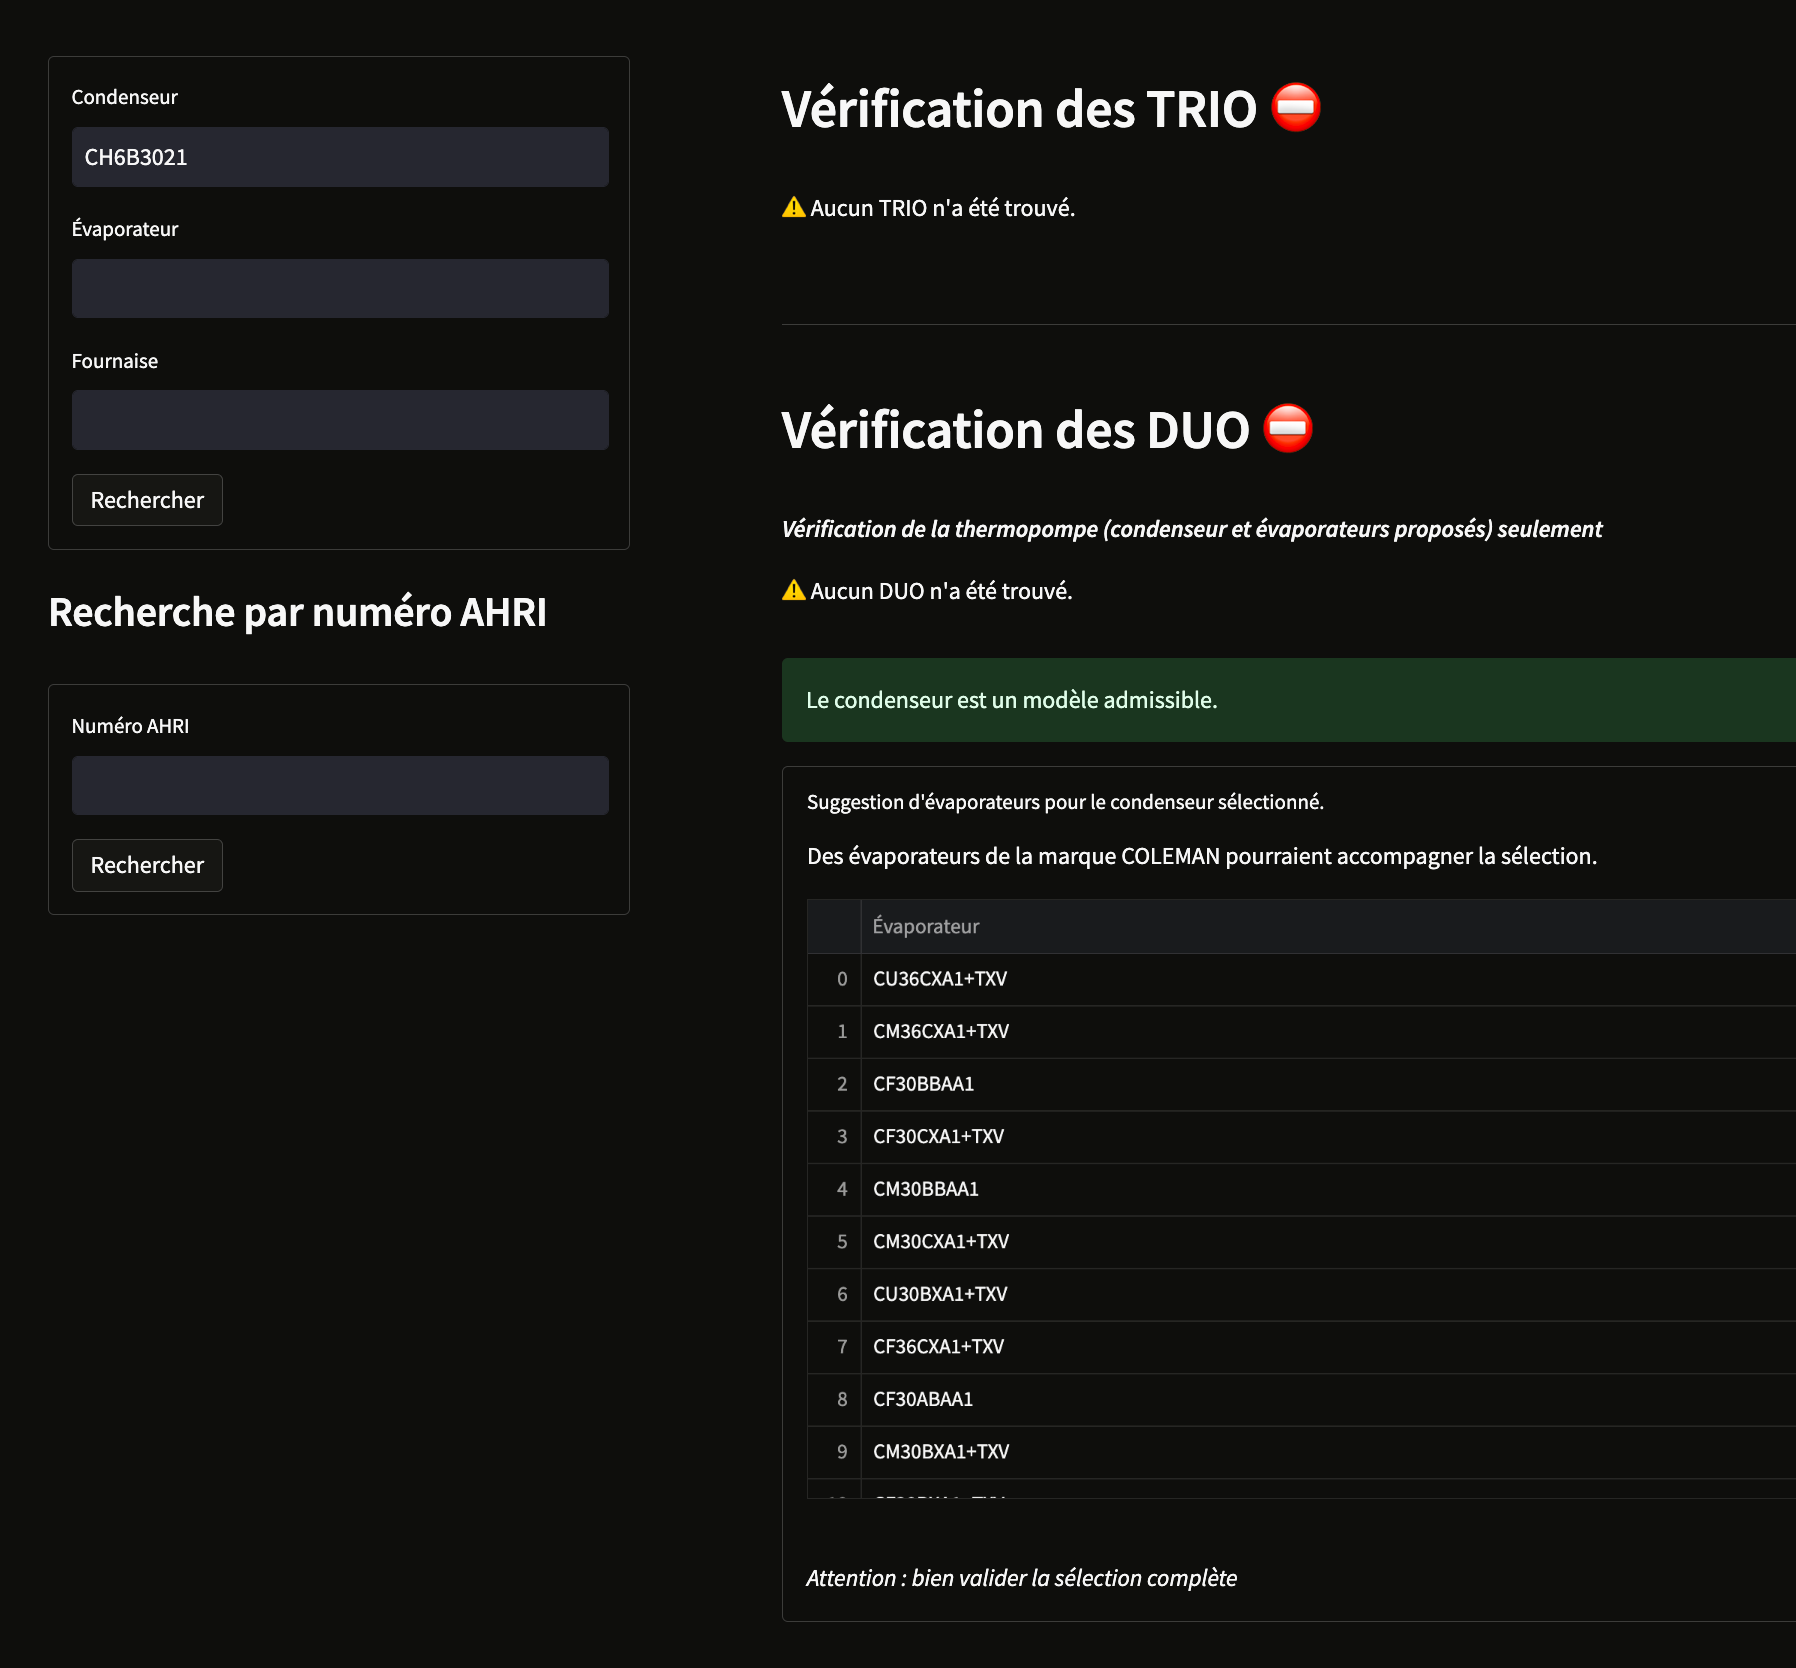 Condenseur
CH6B3021
Évaporateur
Fournaise
Rechercher
Recherche par numéro AHRI
Numéro AHRI
Rechercher
Vérification des TRIO
Aucun TRIO n'a été trouvé.
Vérification des DUO
Vérification de la thermopompe (condenseur et évaporateurs proposés) seulement
Aucun DUO n'a été trouvé.
Le condenseur est un modèle admissible.
Suggestion d'évaporateurs pour le condenseur sélectionné.
Des évaporateurs de la marque COLEMAN pourraient accompagner la sélection.
Évaporateur
0 CU36CXA1+TXV
1 CM36CXA1+TXV
2 CF30BBAA1
3 CF30CXA1+TXV
4 CM30BBAA1
5 CM30CXA1+TXV
6 CU30BXA1+TXV
7 CF36CXA1+TXV
8 CF30ABAA1
9 CM30BXA1+TXV
Attention : bien valider la sélection complète